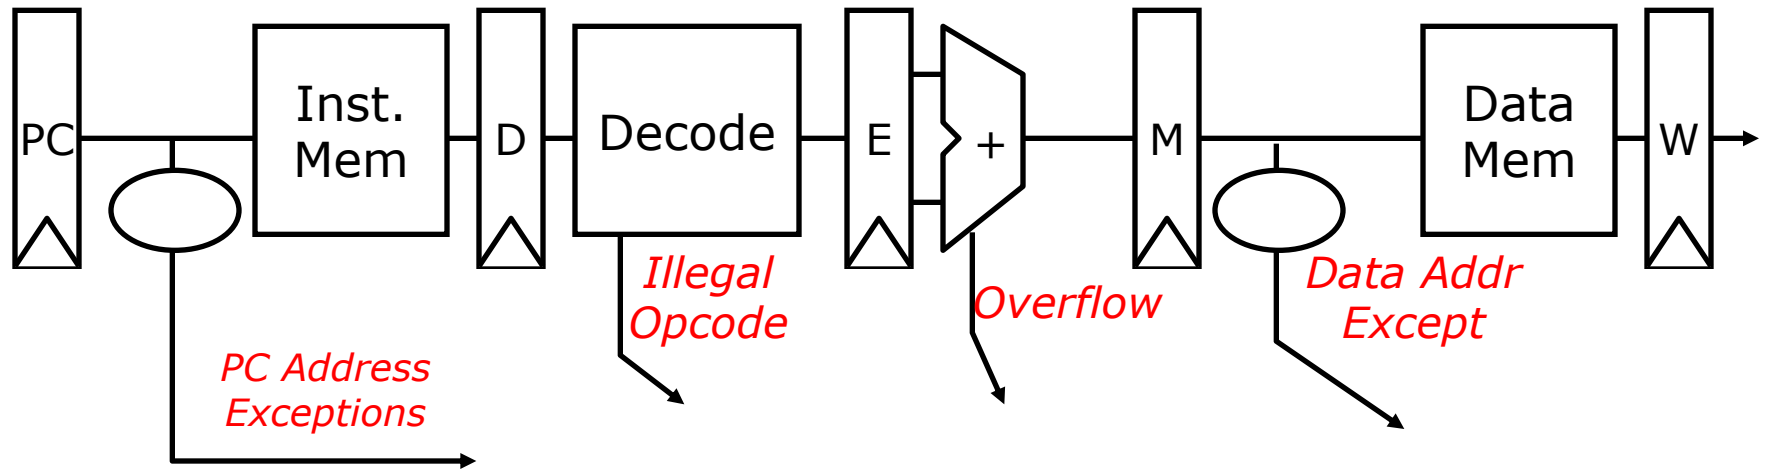 PC
Inst.
Mem
D
Decode
E
+
M
Data
Mem
W
Illegal
Opcode
Overflow
Data Addr
Except
PC Address
Exceptions